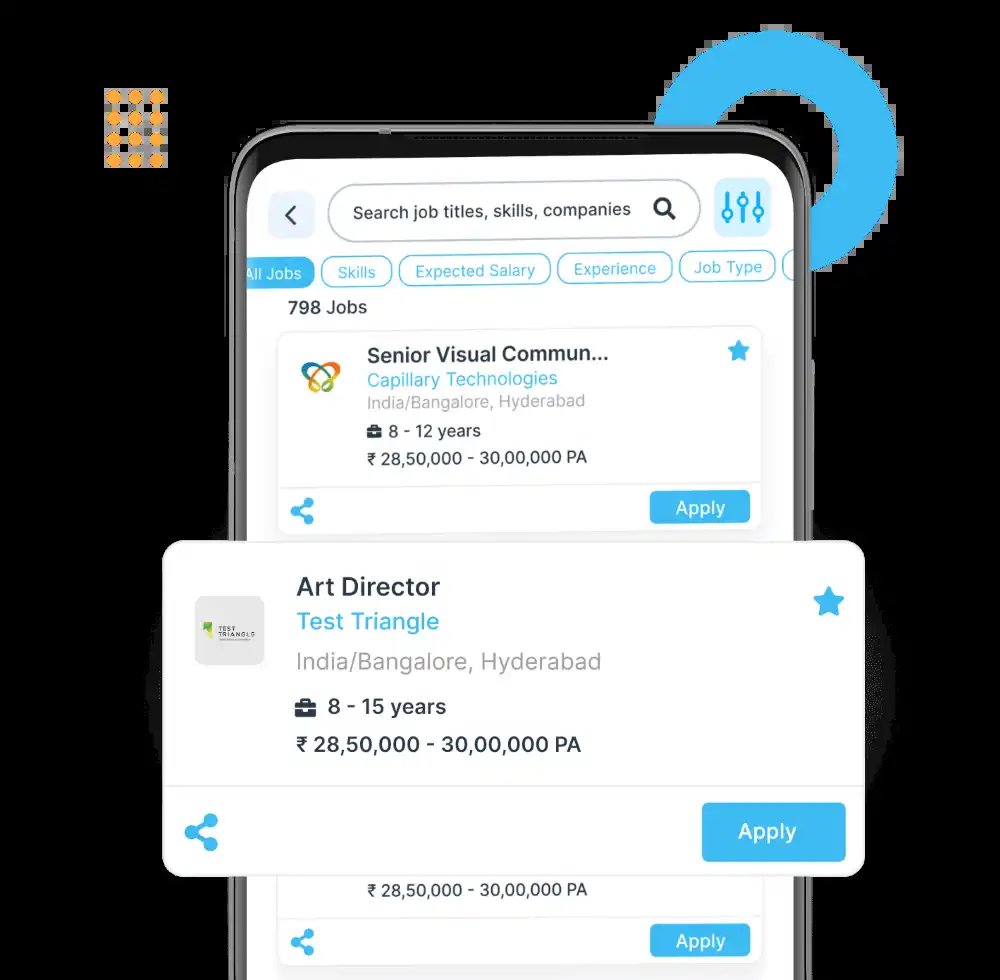 Search job titles, skills, companies
All Jobs
Skills
Expected Salary
Experience
Job Type
798 Jobs
Senior Visual Commun...
Capillary Technologies
India/Bangalore, Hyderabad
8 - 12 years
₹ 28,50,000 - 30,00,000 PA
Apply
Art Director
Test Triangle
TEST
TRIANGLE
India/Bangalore, Hyderabad
8 - 15 years
₹ 28,50,000 - 30,00,000 PA
Apply
₹ 28,50,000 - 30,00,000 PA
Apply